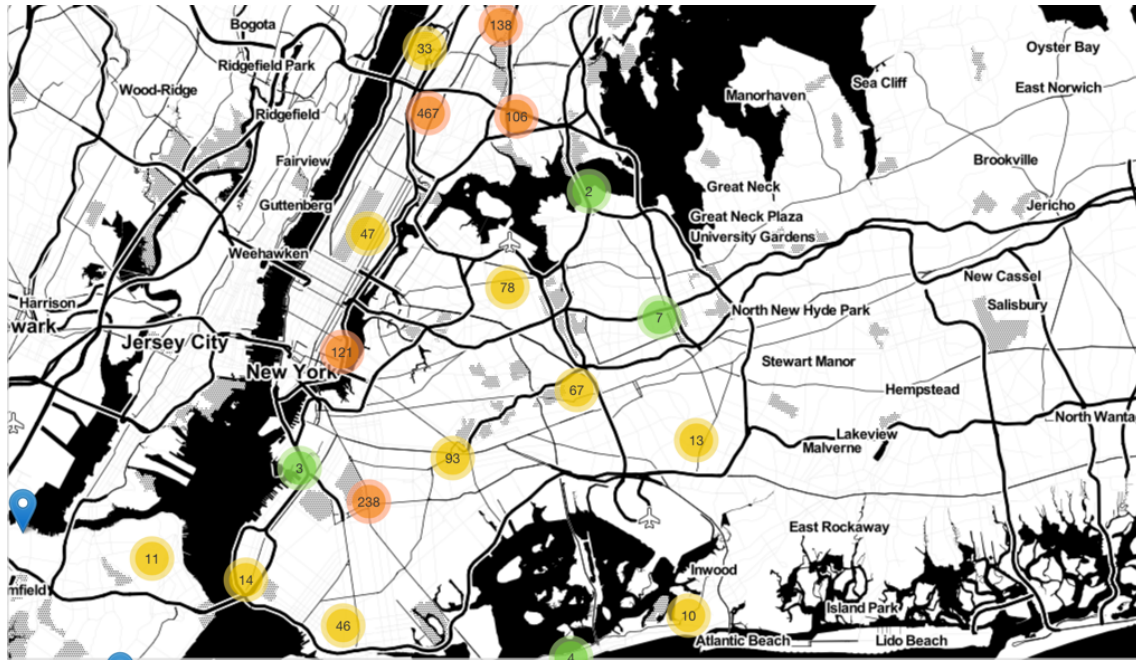 138
Bogota
33
Oyster Bay
Ridgefield Park
Sea Cliff
Wood-Ridge
East Norwich
Manorhaven
Ridgefield
467
106
Fairview
Brookville
Great Neck
2
Guttenberg
Jericho
Great Neck Plaza
47
University Gardens
Weehawken
New Cassel
78
Harrison
Salisbury
North New Hyde Park
7
ewark
Jersey City
121
Stewart Manor
New York
67
Hempstead
North Wanta
Lakeview
13
Malverne
93
3
238
East Rockaway
11
Inwood
14
mfield
Island Park
10
46
Atlantic Beach
Lido Beach
4